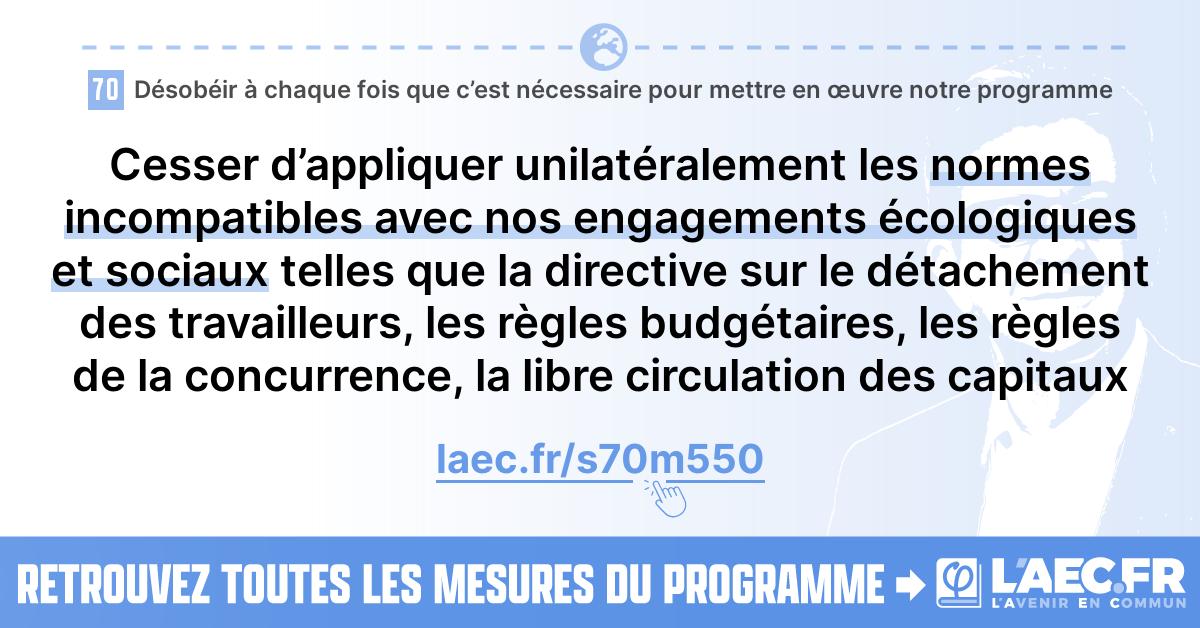 70 Désobéir à chaque fois que c’est nécessaire pour mettre en œuvre notre programme
Cesser d’appliquer unilatéralement les normes
incompatibles avec nos engagements écologiques
et sociaux telles que la directive sur le détachement
des travailleurs, les règles budgétaires, les règles
de la concurrence, la libre circulation des capitaux
laec.fr/s70m550
RETROUVEZ TOUTES LES MESURES DU PROGRAMME
φ L'AEC.FR
L'AVENIR EN COMMUN